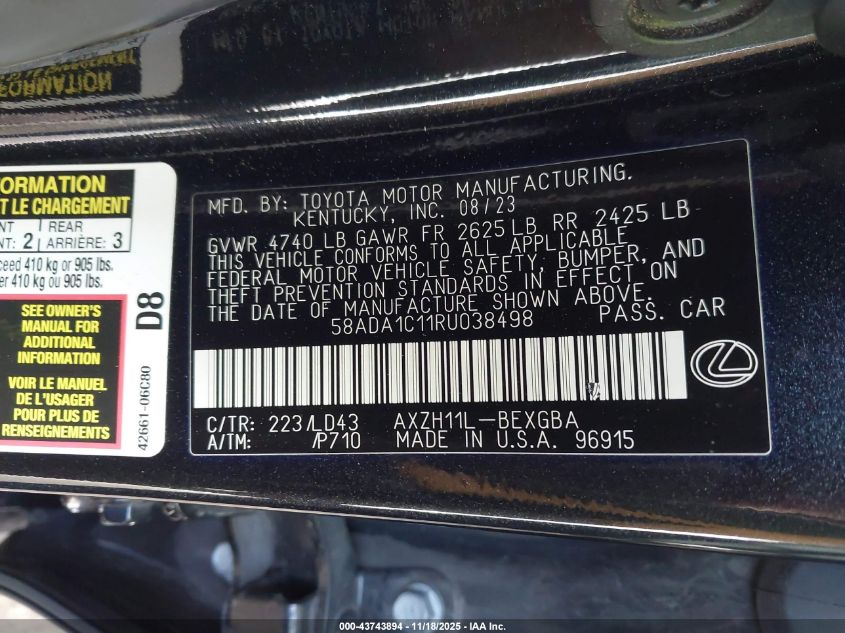 ORMATION
T LE CHARGEMENT
NT REAR
NT: 2 ARRIÈRE: 3
ceed 410 kg or 905 lbs.
er 410 kg ou 905 lbs.
SEE OWNER'S
MANUAL FOR
ADDITIONAL
INFORMATION
VOIR LE MANUEL
DE L'USAGER
POUR PLUS DE
RENSEIGNEMENTS
D8
42661-06C80
MFD. BY: TOYOTA MOTOR MANUFACTURING.
KENTUCKY, INC. 08/23
GVWR 4740 LB GAWR FR 2625 LB RR 2425 LB
THIS VEHICLE CONFORMS TO ALL APPLICABLE
FEDERAL MOTOR VEHICLE SAFETY, BUMPER, AND
THEFT PREVENTION STANDARDS IN EFFECT ON
THE DATE OF MANUFACTURE SHOWN ABOVE.
58ADA1C11RU038498 PASS. CAR
C/TR: 223/LD43 AXZH11L-BEXGBA
A/TM: /P710 MADE IN U.S.A. 96915
000-43743894 | 11/18/2025 - IAA Inc.